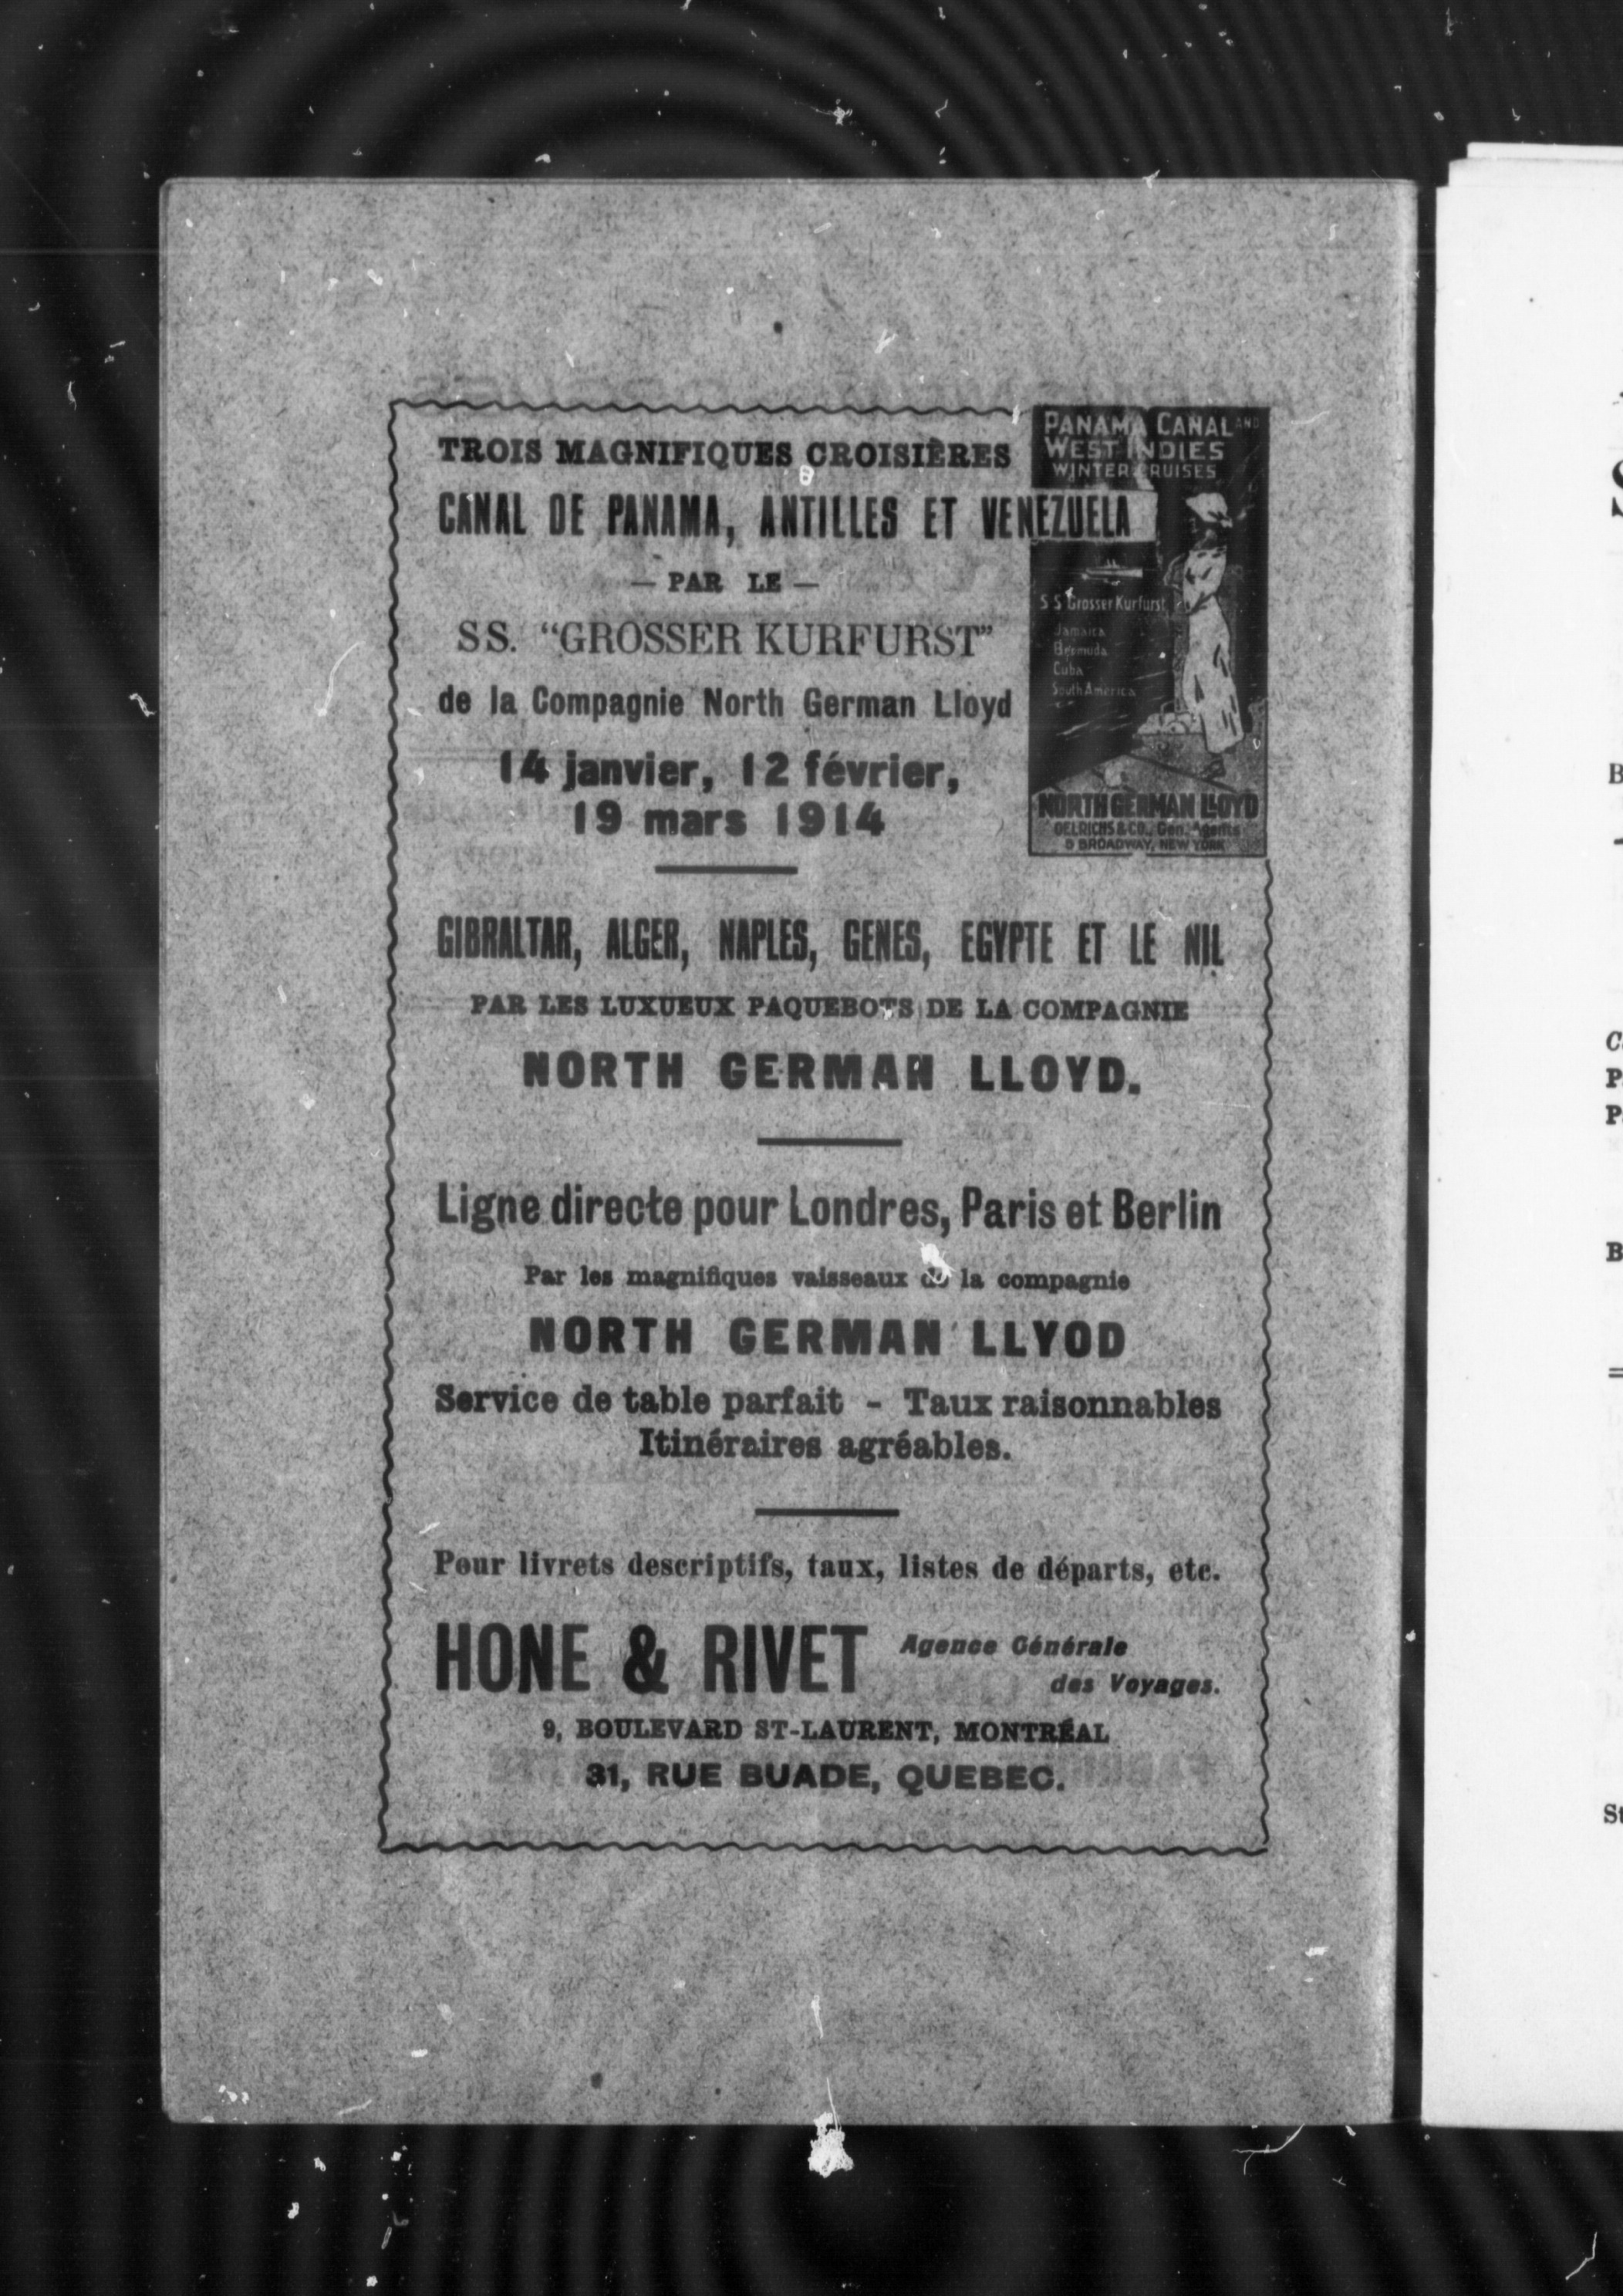 TROIS MAGNIFIQUES CROISIÈRES
CANAL DE PANAMA, ANTILLES ET VENEZUELA
— PAR LE —
SS. “GROSSER KURFURST”
de la Compagnie North German Lloyd
14 janvier, 12 février,
19 mars 1914
PANAMA CANAL AND
WEST INDIES
WINTER CRUISES
S S Grosser Kurfurst
Jamaica
Bermuda
Cuba
South America
NORTH GERMAN LLOYD
OELRICHS & CO., Gen. Agents
5 BROADWAY, NEW YORK
GIBRALTAR, ALGER, NAPLES, GENES, EGYPTE ET LE NIL
PAR LES LUXUEUX PAQUEBOTS DE LA COMPAGNIE
NORTH GERMAN LLOYD.
Ligne directe pour Londres, Paris et Berlin
Par les magnifiques vaisseaux de la compagnie
NORTH GERMAN LLYOD
Service de table parfait - Taux raisonnables
Itinéraires agréables.
Pour livrets descriptifs, taux, listes de départs, etc.
HONE & RIVET Agence Générale
des Voyages.
9, BOULEVARD ST-LAURENT, MONTRÉAL
31, RUE BUADE, QUEBEC.